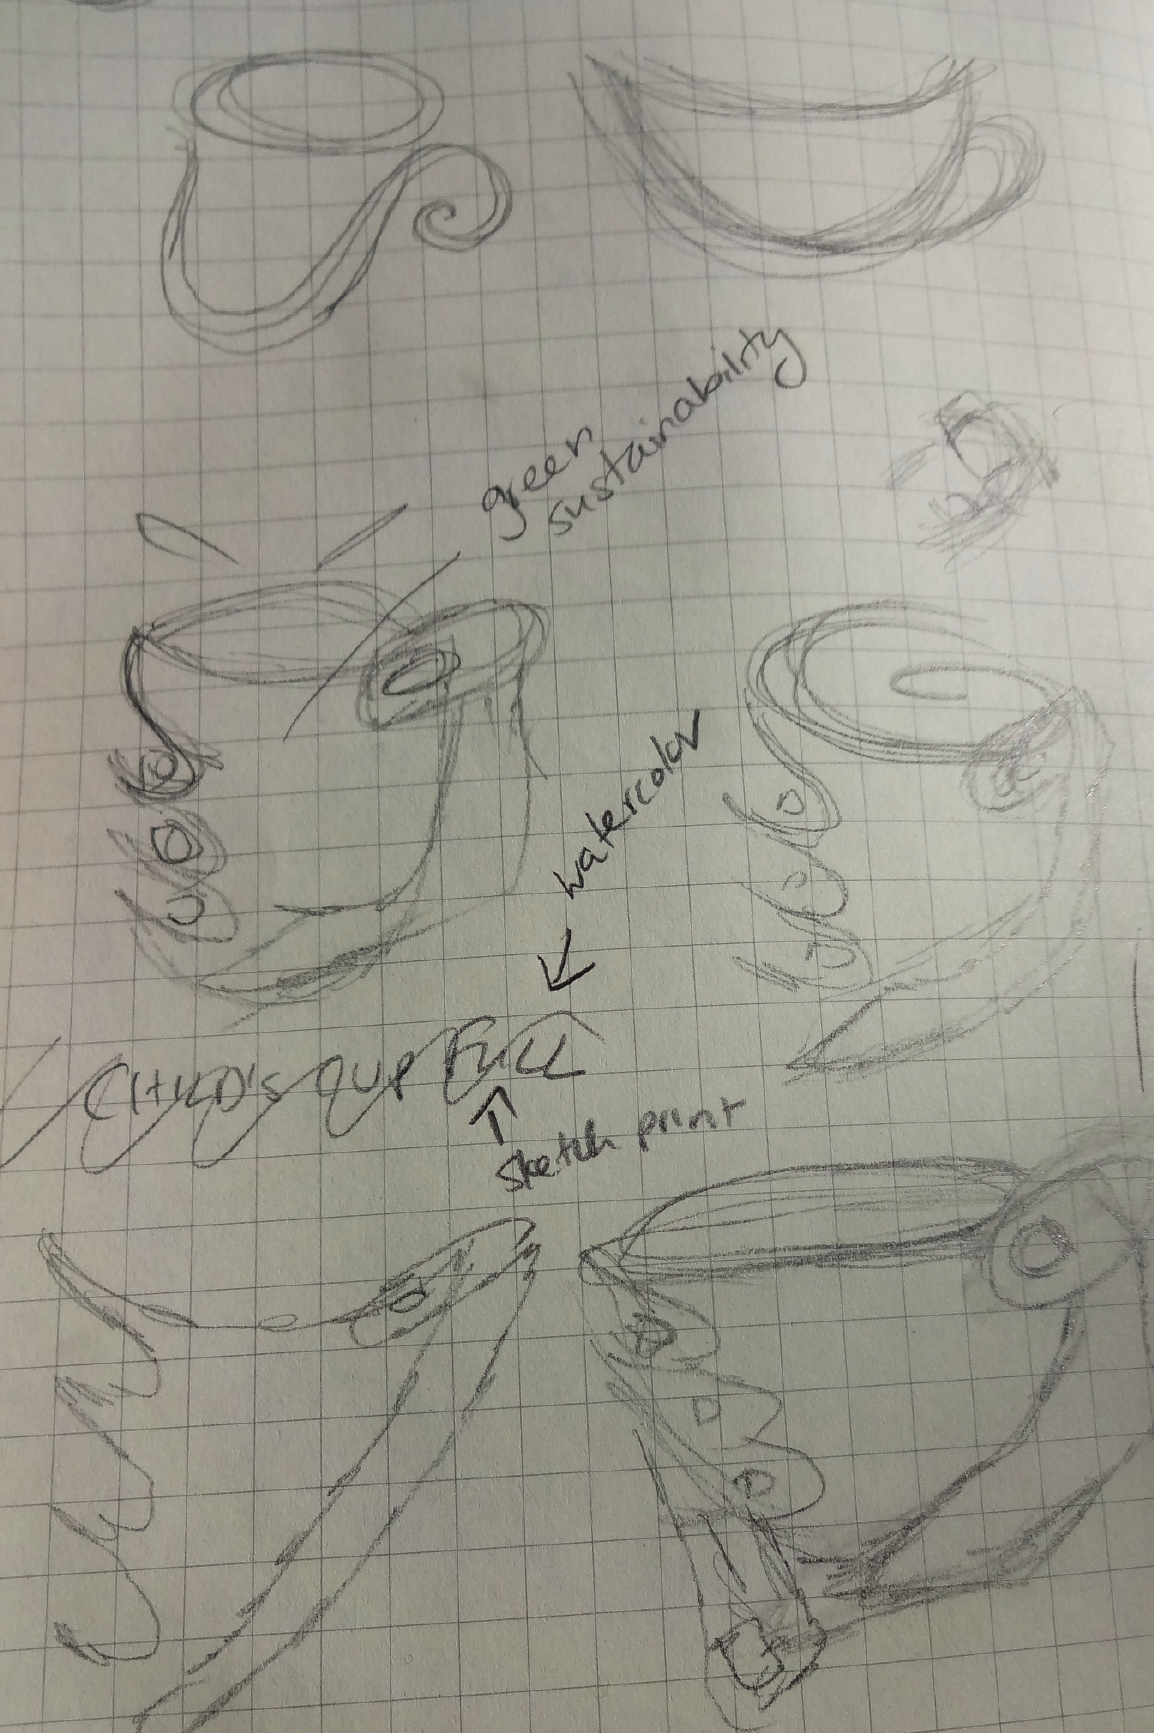 green
sustainability
watercolor
CHILD'S CUP FULL
sketch print